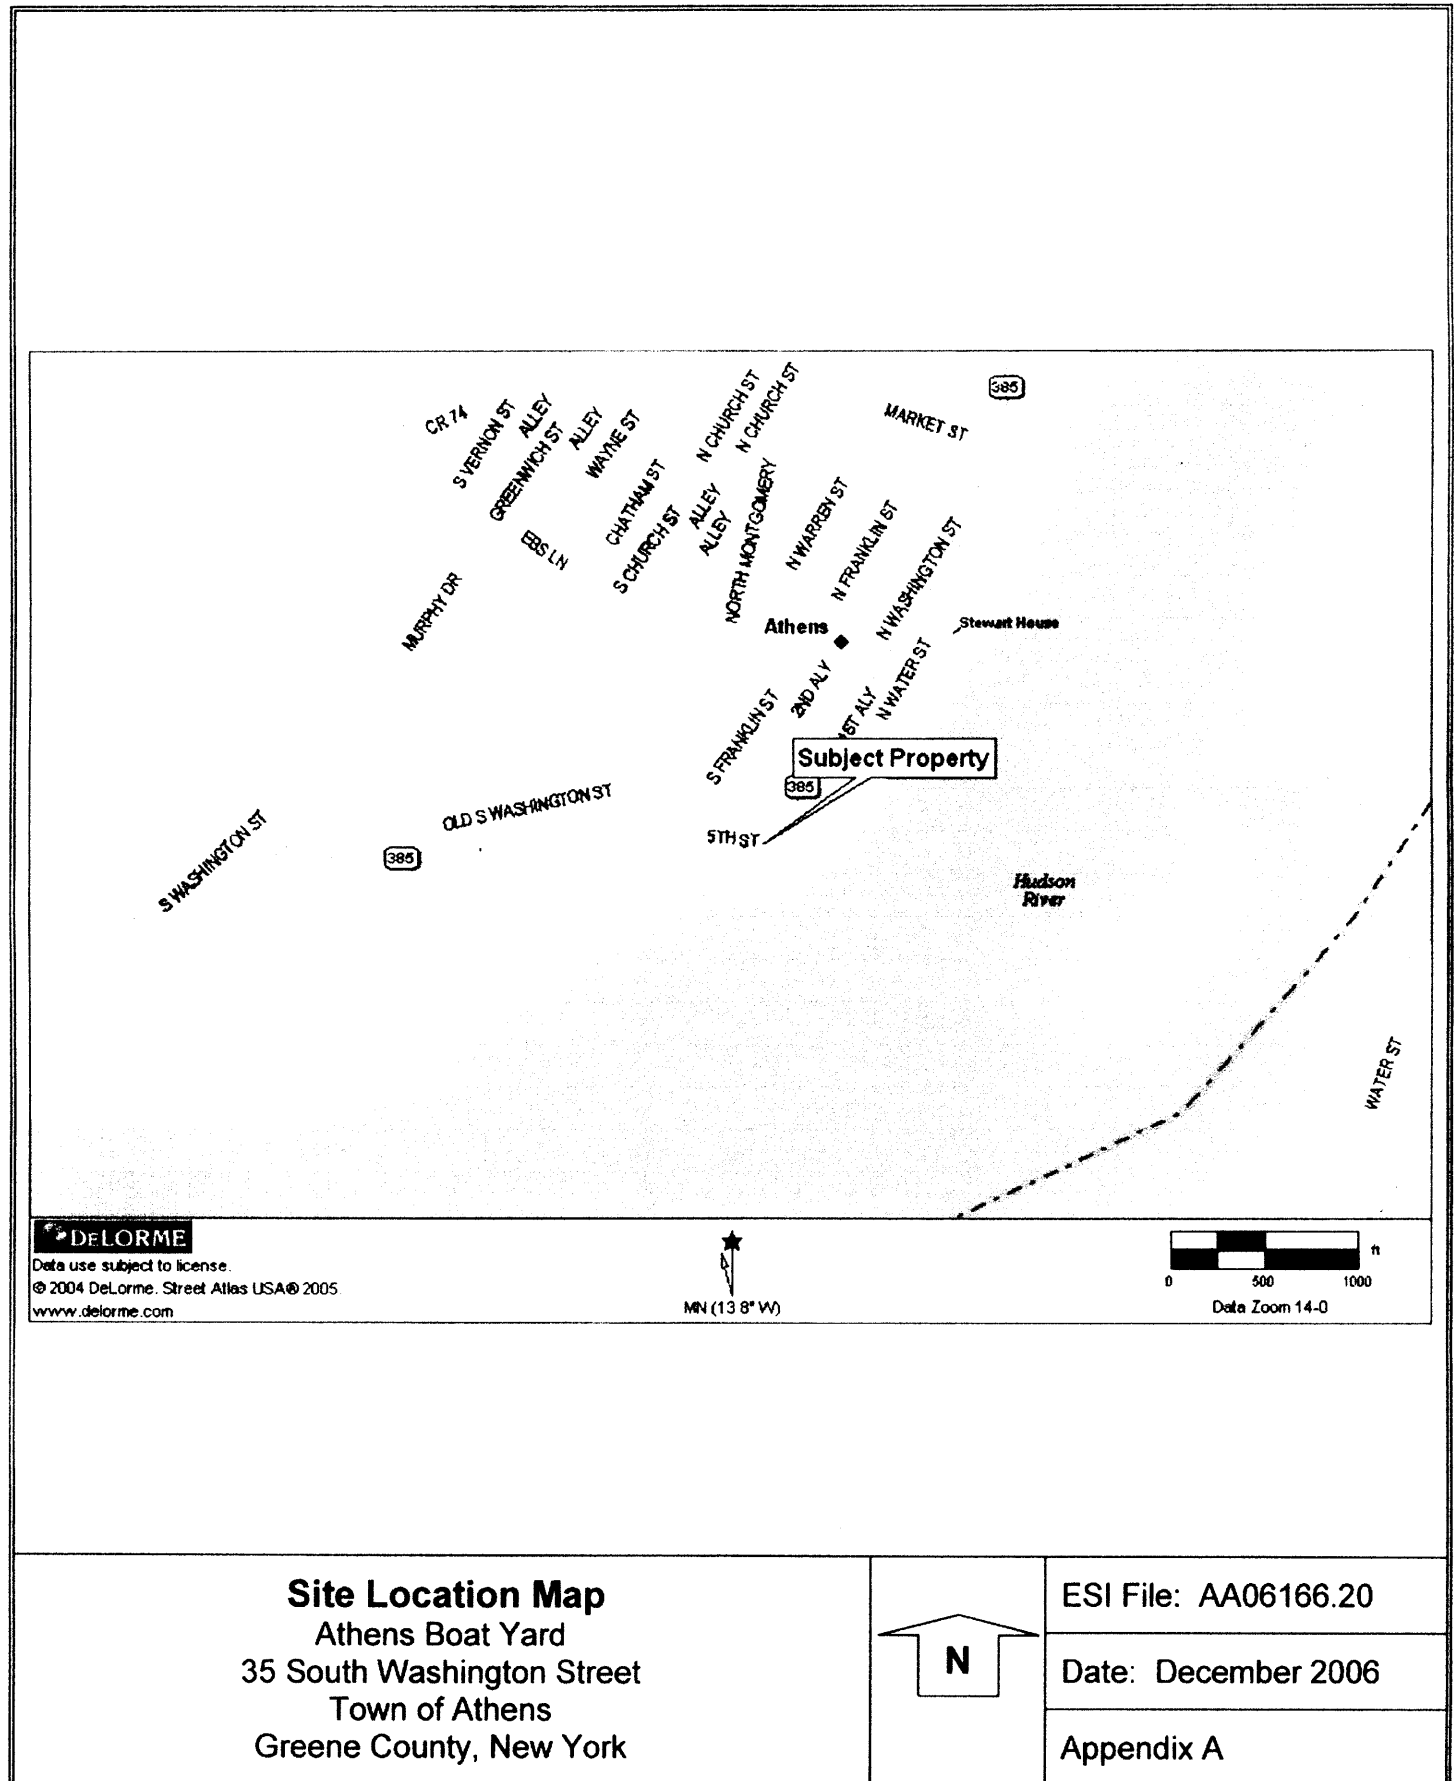 385
CR 74
S VERNON ST
ALLEY
GREENWICH ST
ALLEY
WAYNE ST
N CHURCH ST
N CHURCH ST
MARKET ST
CHATHAM ST
S CHURCH ST
ALLEY
ALLEY
NORTH MONTGOMERY
N WARREN ST
N FRANKLIN ST
N WASHINGTON ST
EBS LN
MURPHY DR
Athens
Stewart House
2ND ALY
1ST ALY
N WATER ST
S FRANKLIN ST
Subject Property
385
OLD S WASHINGTON ST
5TH ST
S WASHINGTON ST
385
Hudson
River
WATER ST
DELORME
Data use subject to license.
© 2004 DeLorme. Street Atlas USA® 2005.
www.delorme.com
MN (13.8° W)
ft
0 500 1000
Data Zoom 14-0
Site Location Map
Athens Boat Yard
35 South Washington Street
Town of Athens
Greene County, New York
N
ESI File: AA06166.20
Date: December 2006
Appendix A